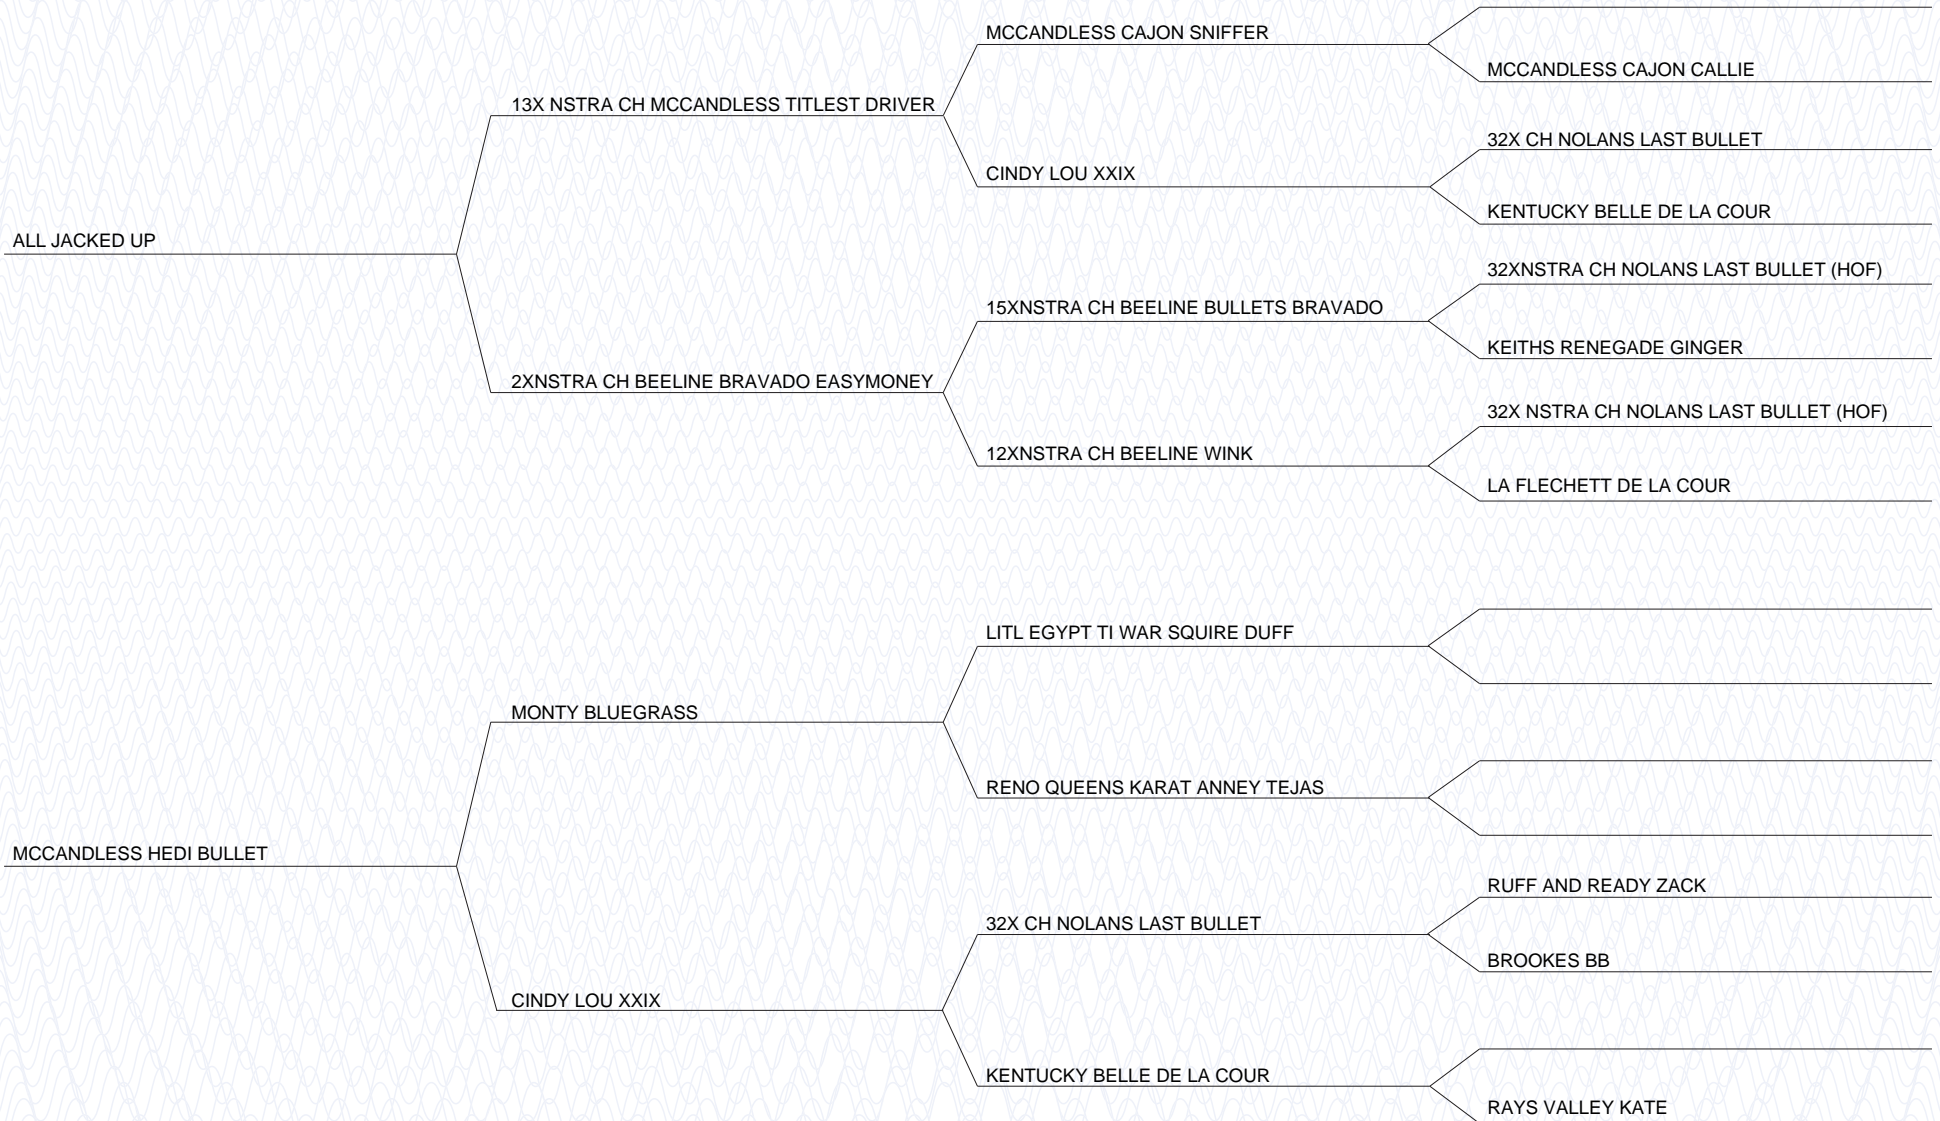 MCCANDLESS CAJON SNIFFER
MCCANDLESS CAJON CALLIE
13X NSTRA CH MCCANDLESS TITLEST DRIVER
32X CH NOLANS LAST BULLET
CINDY LOU XXIX
KENTUCKY BELLE DE LA COUR
ALL JACKED UP
32XNSTRA CH NOLANS LAST BULLET (HOF)
15XNSTRA CH BEELINE BULLETS BRAVADO
KEITHS RENEGADE GINGER
2XNSTRA CH BEELINE BRAVADO EASYMONEY
32X NSTRA CH NOLANS LAST BULLET (HOF)
12XNSTRA CH BEELINE WINK
LA FLECHETT DE LA COUR
LITL EGYPT TI WAR SQUIRE DUFF
MONTY BLUEGRASS
RENO QUEENS KARAT ANNEY TEJAS
MCCANDLESS HEDI BULLET
RUFF AND READY ZACK
32X CH NOLANS LAST BULLET
BROOKES BB
CINDY LOU XXIX
KENTUCKY BELLE DE LA COUR
RAYS VALLEY KATE